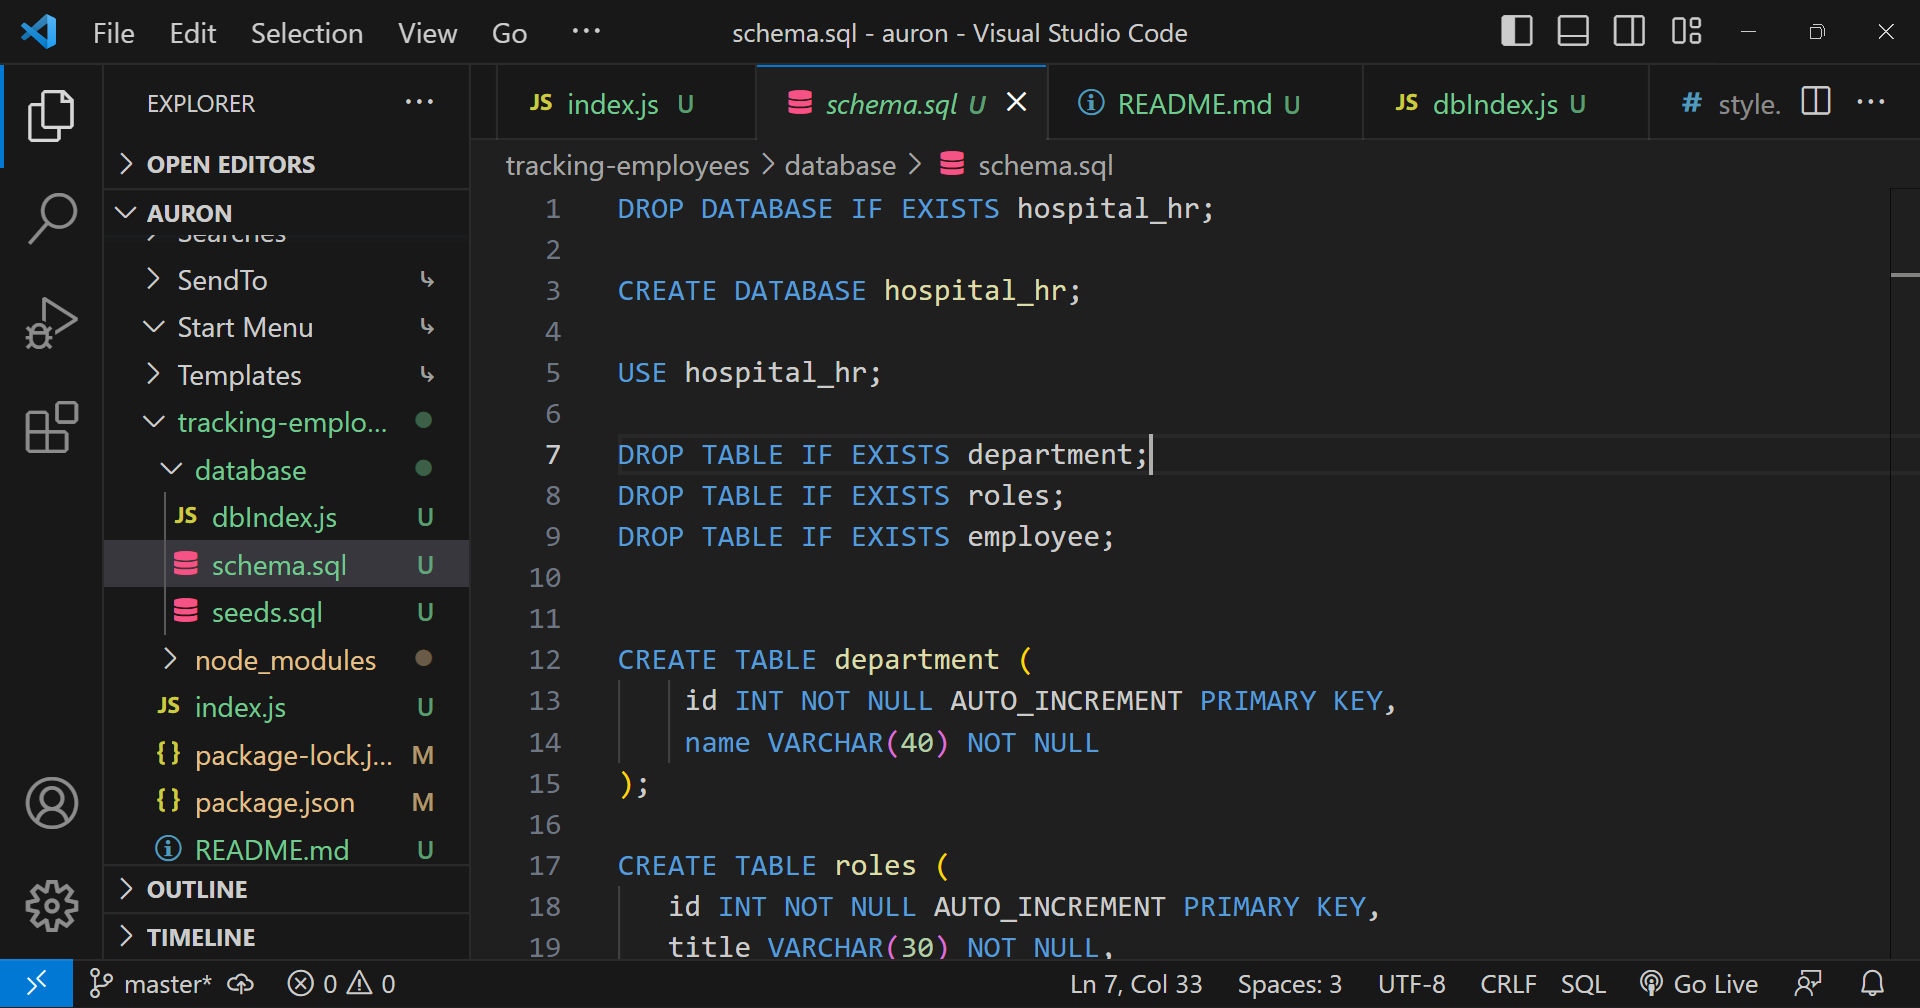 File Edit Selection View Go ···
schema.sql - auron - Visual Studio Code
EXPLORER ···
OPEN EDITORS
AURON
Searches
SendTo
Start Menu
Templates
tracking-emplo...
database
JS dbIndex.js U
schema.sql U
seeds.sql U
node_modules
JS index.js U
{} package-lock.j... M
{} package.json M
README.md U
OUTLINE
TIMELINE
JS index.js U
schema.sql U
README.md U
JS dbIndex.js U
# style.
tracking-employees > database > schema.sql
1 DROP DATABASE IF EXISTS hospital_hr;
2
3 CREATE DATABASE hospital_hr;
4
5 USE hospital_hr;
6
7 DROP TABLE IF EXISTS department;
8 DROP TABLE IF EXISTS roles;
9 DROP TABLE IF EXISTS employee;
10
11
12 CREATE TABLE department (
13 id INT NOT NULL AUTO_INCREMENT PRIMARY KEY,
14 name VARCHAR(40) NOT NULL
15 );
16
17 CREATE TABLE roles (
18 id INT NOT NULL AUTO_INCREMENT PRIMARY KEY,
19 title VARCHAR(30) NOT NULL,
master* 0 0
Ln 7, Col 33 Spaces: 3 UTF-8 CRLF SQL Go Live